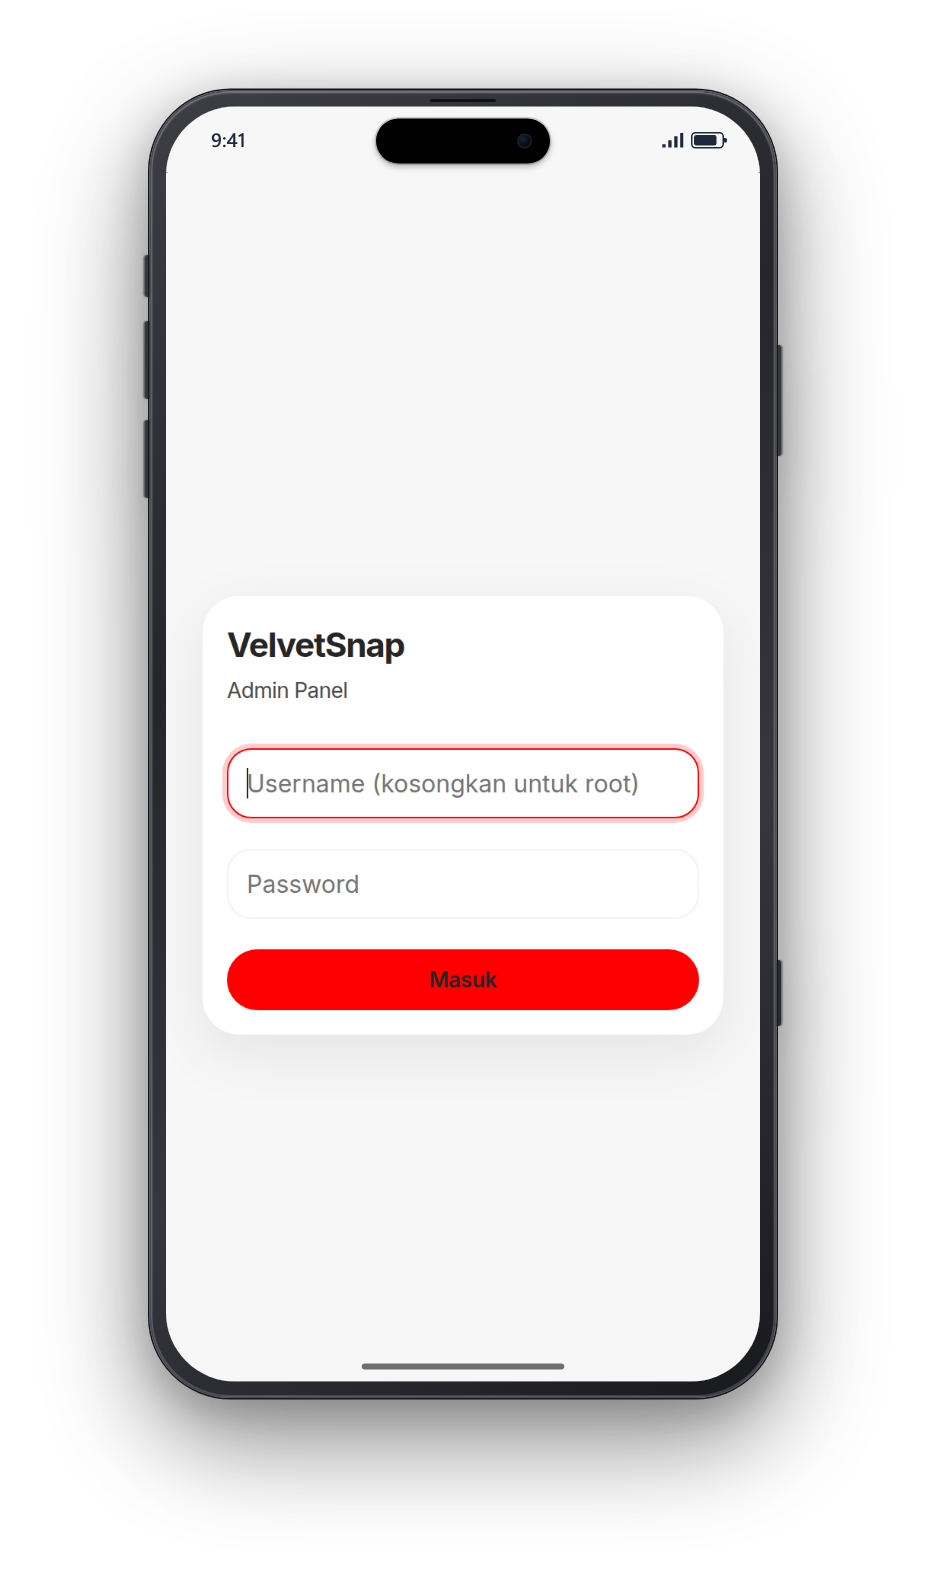 9:41
VelvetSnap
Admin Panel
Username (kosongkan untuk root)
Password
Masuk